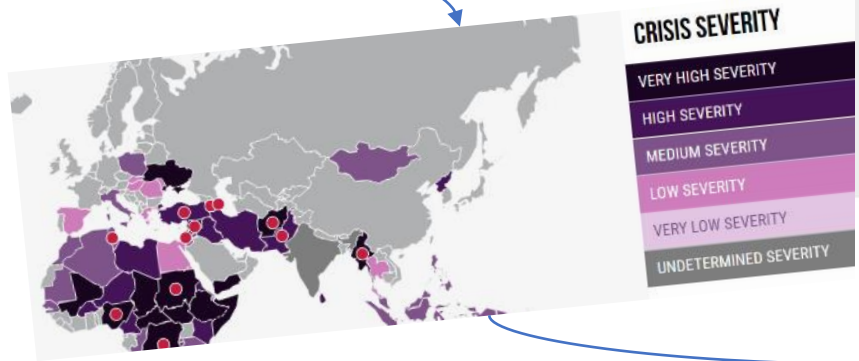 CRISIS SEVERITY
VERY HIGH SEVERITY
HIGH SEVERITY
MEDIUM SEVERITY
LOW SEVERITY
VERY LOW SEVERITY
UNDETERMINED SEVERITY